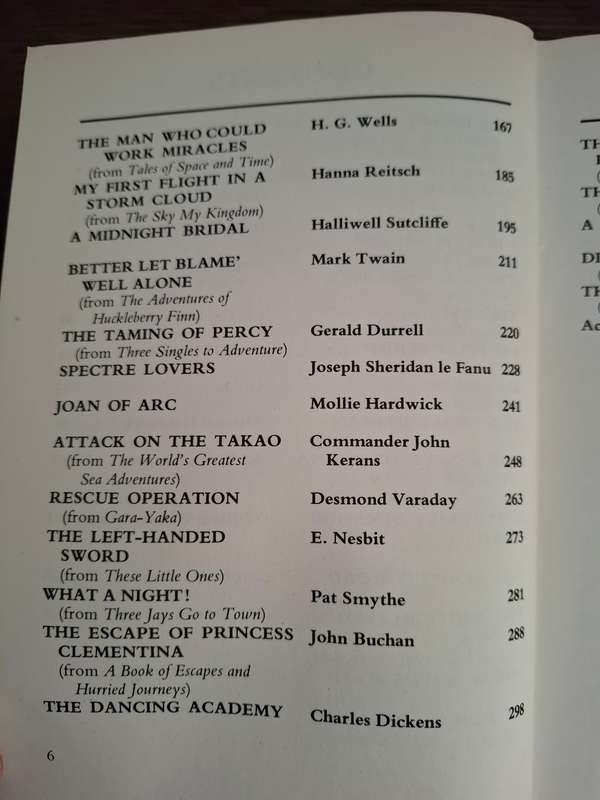 THE MAN WHO COULD H. G. Wells 167
WORK MIRACLES
(from Tales of Space and Time)
MY FIRST FLIGHT IN A Hanna Reitsch 185
STORM CLOUD
(from The Sky My Kingdom)
A MIDNIGHT BRIDAL Halliwell Sutcliffe 195
BETTER LET BLAME' Mark Twain 211
WELL ALONE
(from The Adventures of
Huckleberry Finn)
THE TAMING OF PERCY Gerald Durrell 220
(from Three Singles to Adventure)
SPECTRE LOVERS Joseph Sheridan le Fanu 228
JOAN OF ARC Mollie Hardwick 241
ATTACK ON THE TAKAO Commander John
(from The World's Greatest Kerans 248
Sea Adventures)
RESCUE OPERATION Desmond Varaday 263
(from Gara-Yaka)
THE LEFT-HANDED E. Nesbit 273
SWORD
(from These Little Ones)
WHAT A NIGHT! Pat Smythe 281
(from Three Jays Go to Town)
THE ESCAPE OF PRINCESS John Buchan 288
CLEMENTINA
(from A Book of Escapes and
Hurried Journeys)
THE DANCING ACADEMY Charles Dickens 298
6